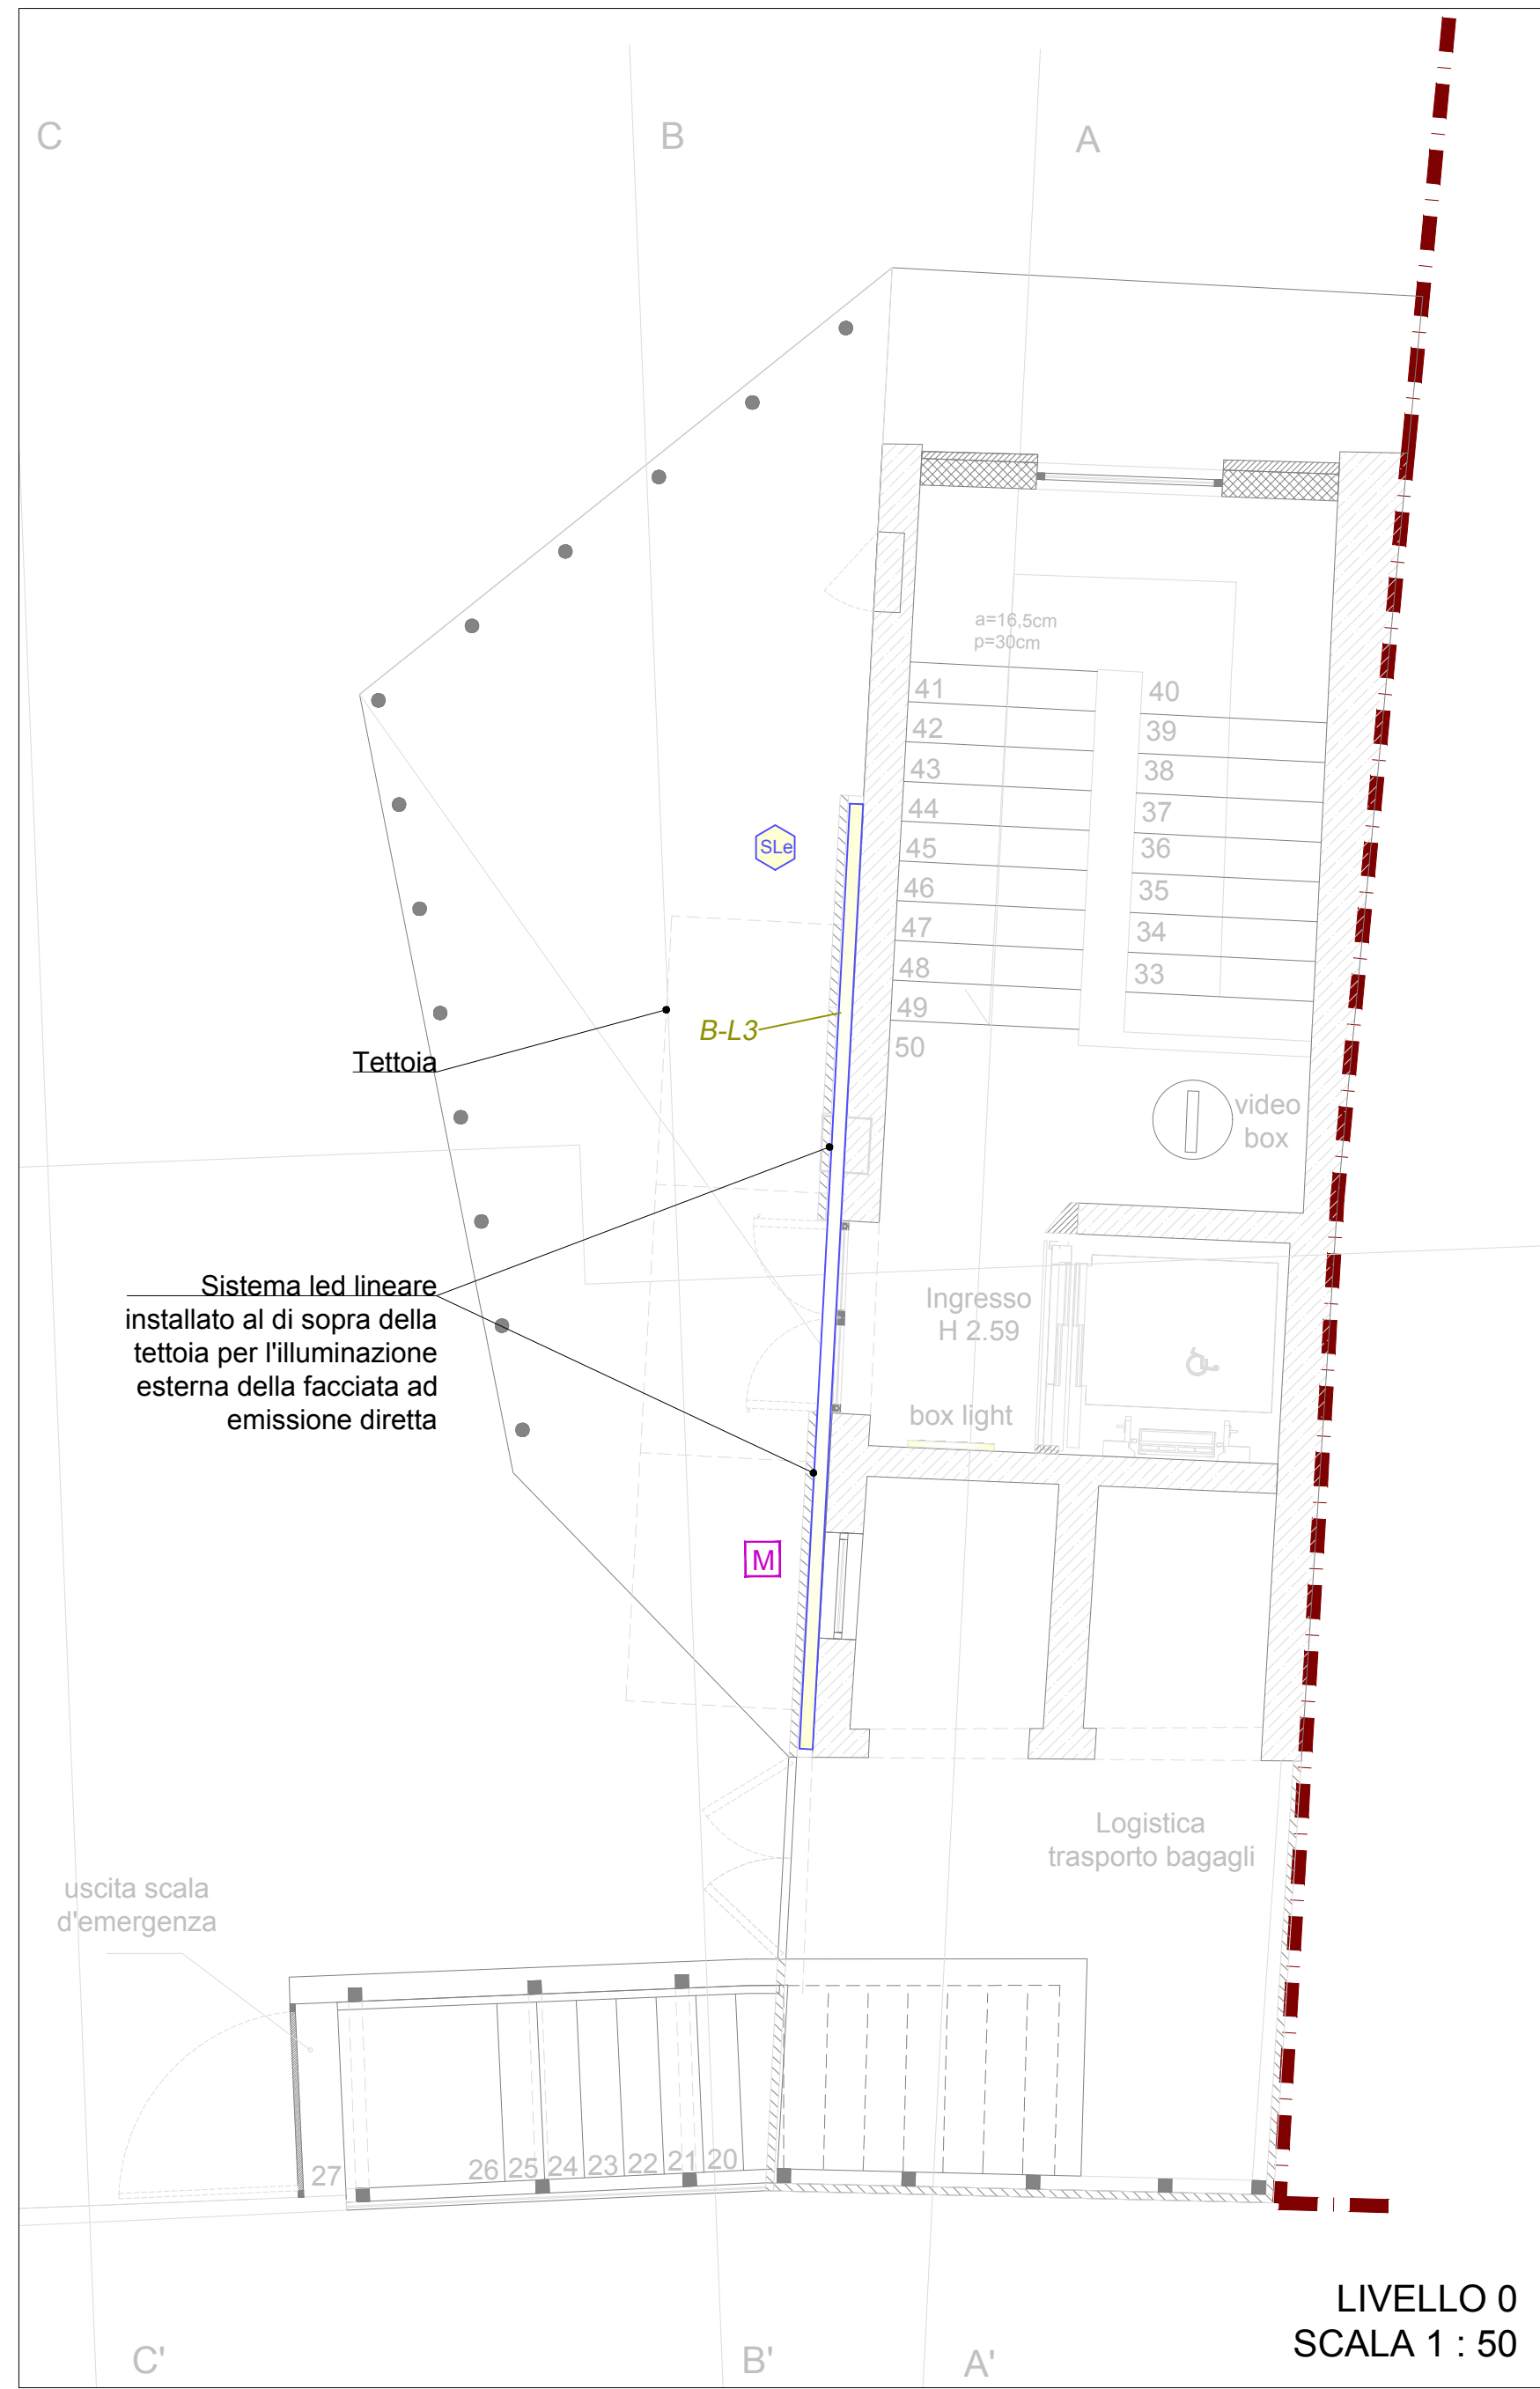 C
B
A
a=16,5cm
p=30cm
41
40
42
39
43
38
44
37
45
36
46
35
47
34
48
33
49
50
SLe
B-L3
Tettoia
video
box
Sistema led lineare
installato al di sopra della
tettoia per l'illuminazione
esterna della facciata ad
emissione diretta
Ingresso
H 2.59
box light
M
Logistica
trasporto bagagli
uscita scala
d'emergenza
27
26
25
24
23
22
21
20
LIVELLO 0
SCALA 1 : 50
C'
B'
A'